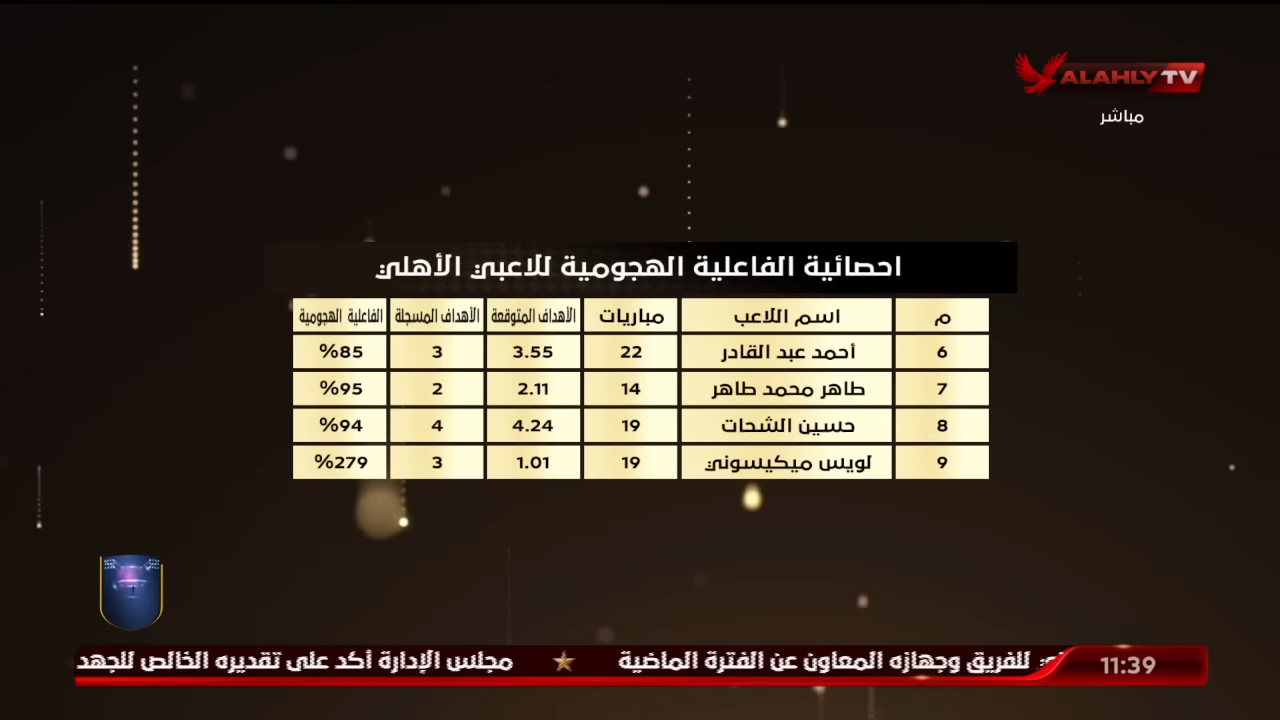 ALAHLY TV
مباشر
احصائية الفاعلية الهجومية للاعبي الأهلي
م اسم اللاعب مباريات الأهداف المتوقعة الأهداف المسجلة الفاعلية الهجومية
6 أحمد عبد القادر 22 3.55 3 %85
7 طاهر محمد طاهر 14 2.11 2 %95
8 حسين الشحات 19 4.24 4 %94
9 لويس ميكيسوني 19 1.01 3 %279
11:39
للفريق وجهازه المعاون عن الفترة الماضية ★ مجلس الإدارة أكد على تقديره الخالص للجهد